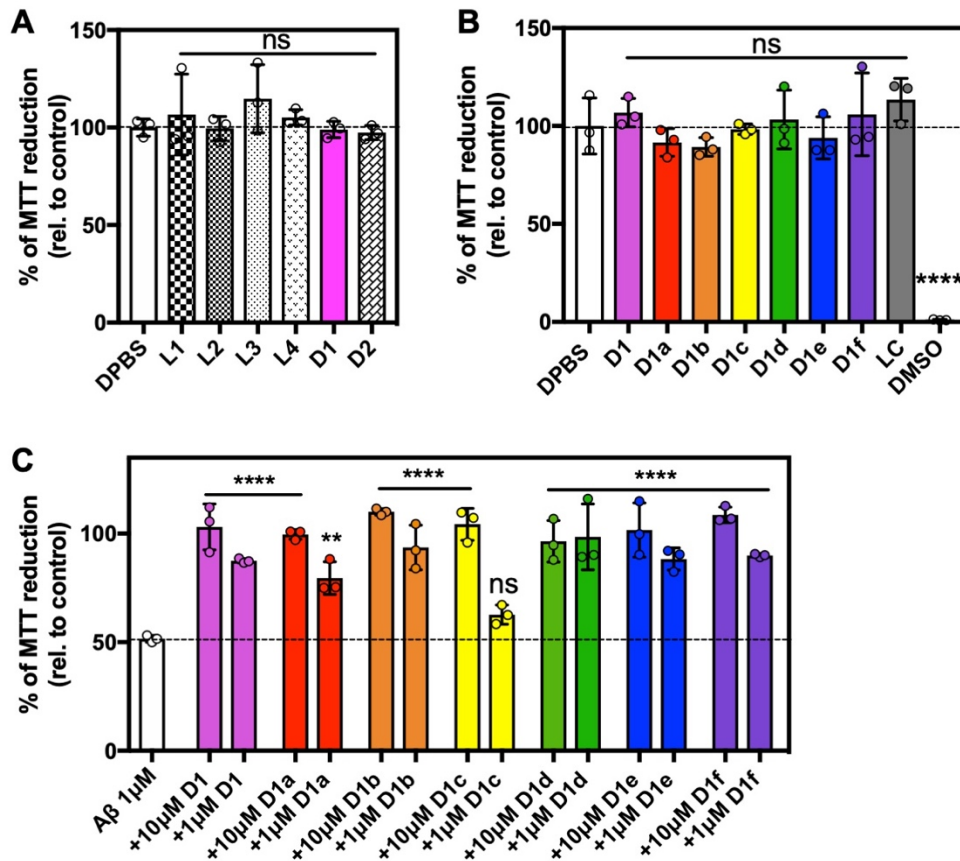 A
% of MTT reduction
(rel. to control)
150
100
50
0
ns
DPBS
L1
L2
L3
L4
D1
D2
B
% of MTT reduction
(rel. to control)
150
100
50
0
ns
****
DPBS
D1
D1a
D1b
D1c
D1d
D1e
D1f
LC
DMSO
C
% of MTT reduction
(rel. to control)
100
50
0
****
**
****
ns
****
Aβ 1μM
+10μM D1
+1μM D1
+10μM D1a
+1μM D1a
+10μM D1b
+1μM D1b
+10μM D1c
+1μM D1c
+10μM D1d
+1μM D1d
+10μM D1e
+1μM D1e
+10μM D1f
+1μM D1f